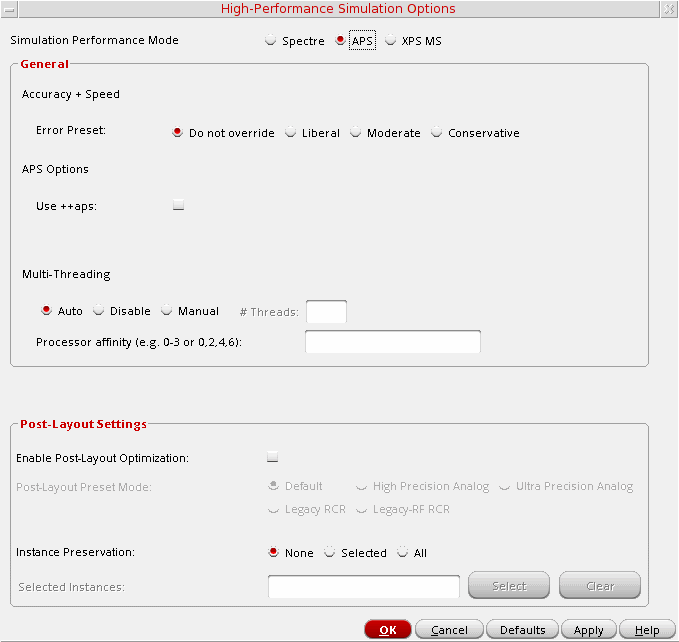 High-Performance Simulation Options
Simulation Performance Mode Spectre APS XPS MS
General
Accuracy + Speed
Error Preset: Do not override Liberal Moderate Conservative
APS Options
Use ++aps:
Multi-Threading
Auto Disable Manual # Threads:
Processor affinity (e.g. 0-3 or 0,2,4,6):
Post-Layout Settings
Enable Post-Layout Optimization:
Post-Layout Preset Mode: Default High Precision Analog Ultra Precision Analog
Legacy RCR Legacy-RF RCR
Instance Preservation: None Selected All
Selected Instances: Select Clear
OK Cancel Defaults Apply Help